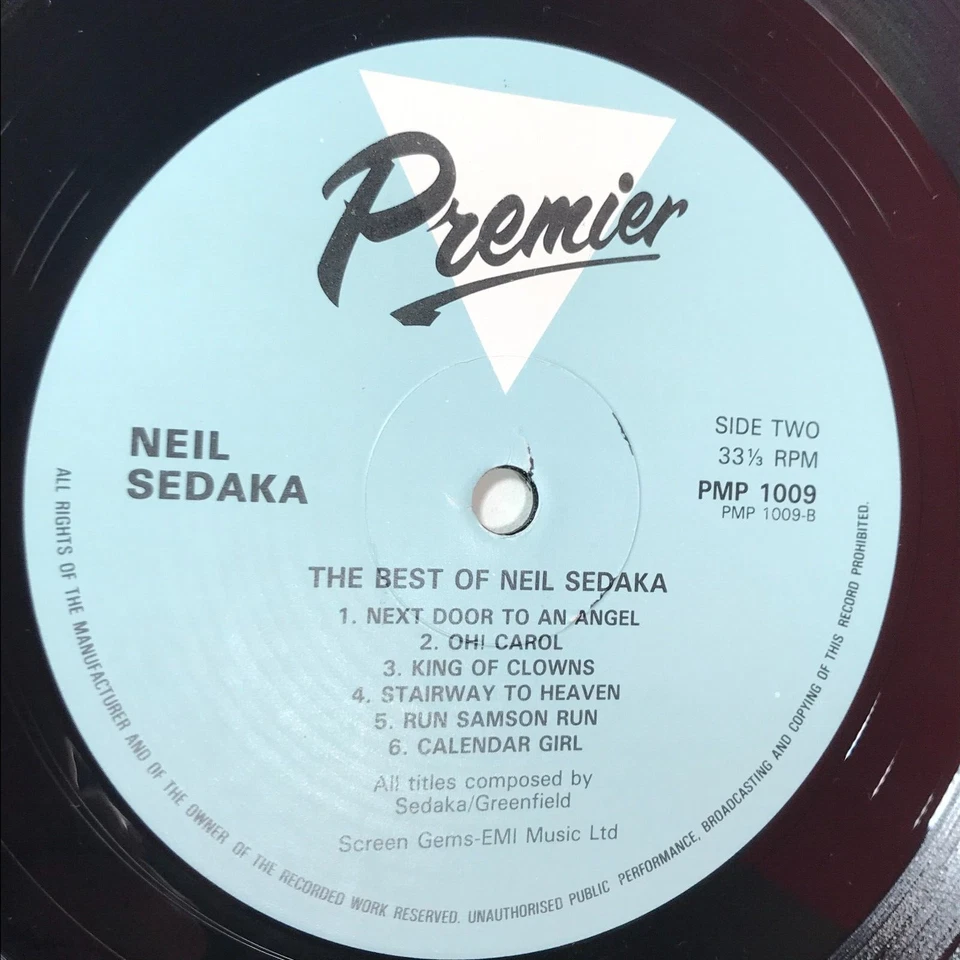 Premier
NEIL
SEDAKA
SIDE TWO
33⅓ RPM
PMP 1009
PMP 1009-B
THE BEST OF NEIL SEDAKA
1. NEXT DOOR TO AN ANGEL
2. OH! CAROL
3. KING OF CLOWNS
4. STAIRWAY TO HEAVEN
5. RUN SAMSON RUN
6. CALENDAR GIRL
All titles composed by
Sedaka/Greenfield
Screen Gems-EMI Music Ltd
ALL RIGHTS OF THE MANUFACTURER AND OF THE OWNER OF THE RECORDED WORK RESERVED. UNAUTHORISED PUBLIC PERFORMANCE, BROADCASTING AND COPYING OF THIS RECORD PROHIBITED.